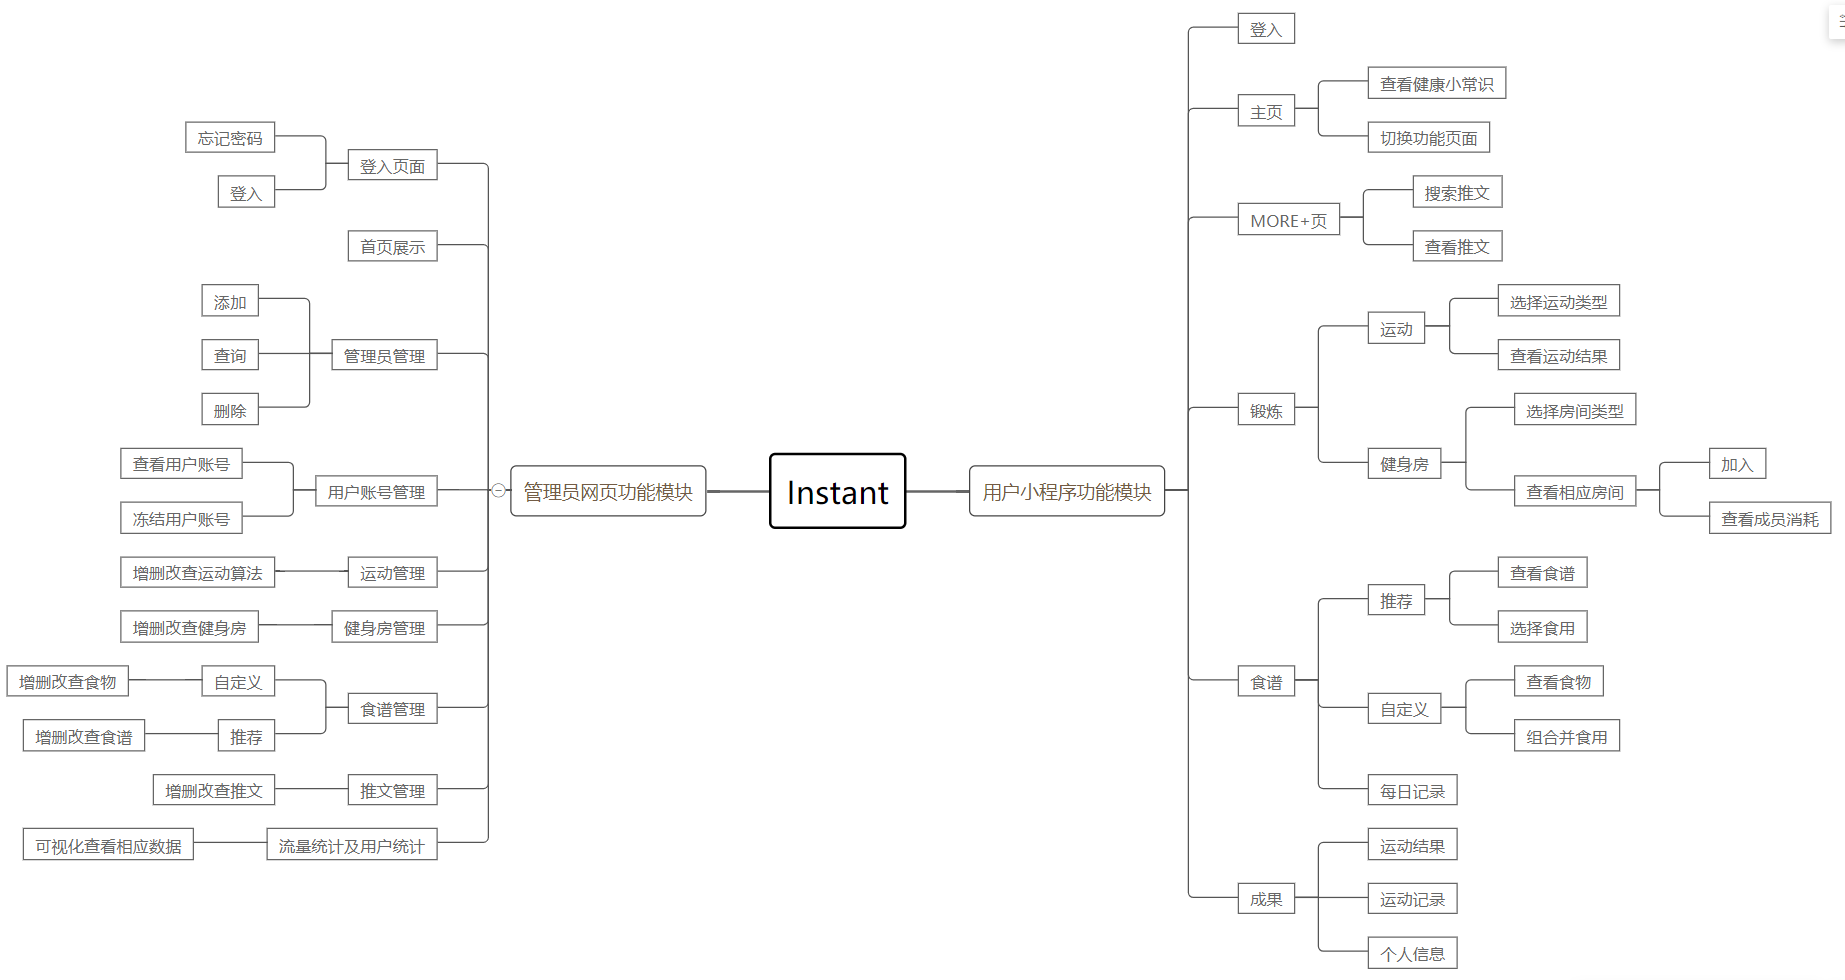 Instant
管理员网页功能模块
登入页面
忘记密码
登入
首页展示
管理员管理
添加
查询
删除
用户账号管理
查看用户账号
冻结用户账号
运动管理
增删改查运动算法
健身房管理
增删改查健身房
食谱管理
自定义
增删改查食物
推荐
增删改查食谱
推文管理
增删改查推文
流量统计及用户统计
可视化查看相应数据
用户小程序功能模块
登入
主页
查看健康小常识
切换功能页面
MORE+页
搜索推文
查看推文
锻炼
运动
选择运动类型
查看运动结果
健身房
选择房间类型
查看相应房间
加入
查看成员消耗
食谱
推荐
查看食谱
选择食用
自定义
查看食物
组合并食用
每日记录
成果
运动结果
运动记录
个人信息